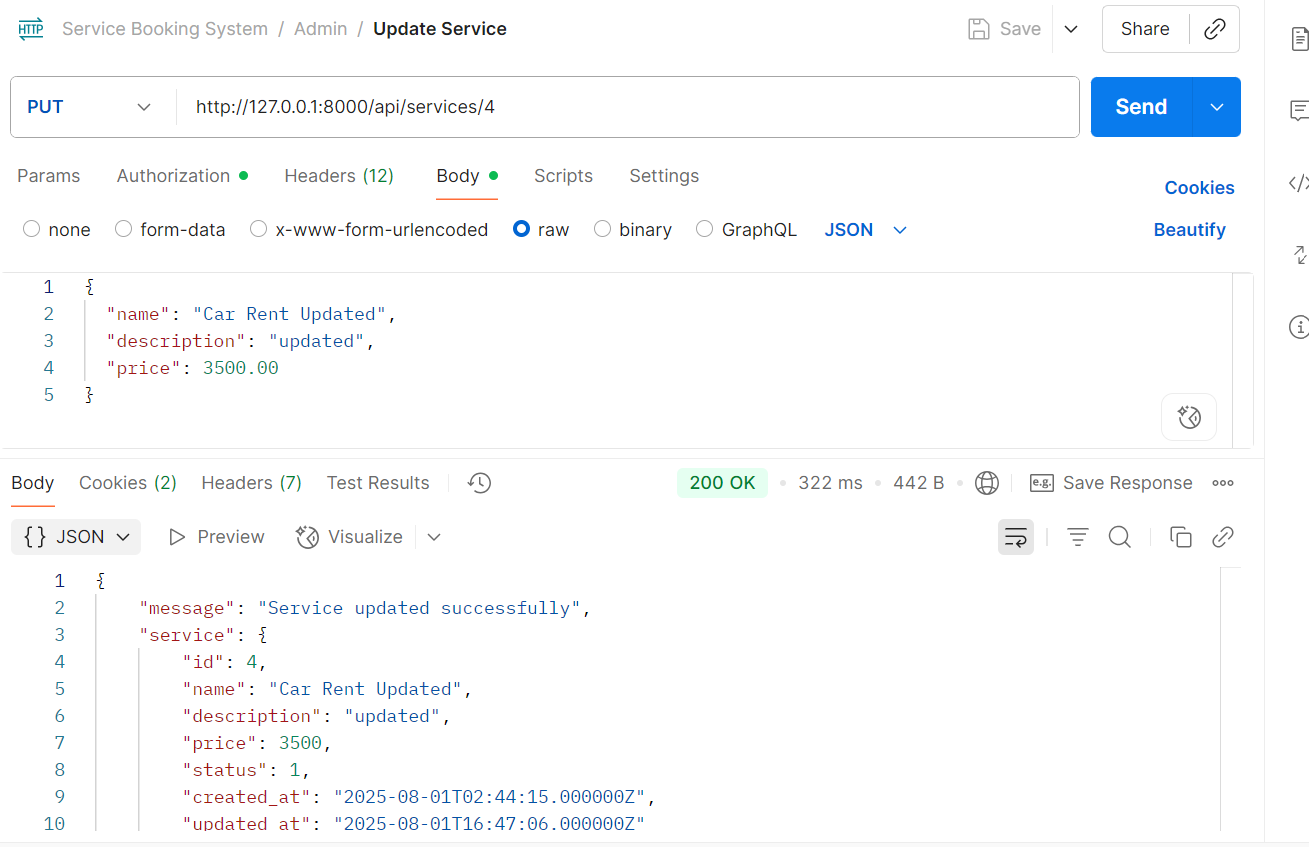 HTTP Service Booking System / Admin / Update Service Save Share
PUT http://127.0.0.1:8000/api/services/4 Send
Params Authorization Headers (12) Body Scripts Settings Cookies
none form-data x-www-form-urlencoded raw binary GraphQL JSON Beautify
1 {
2 "name": "Car Rent Updated",
3 "description": "updated",
4 "price": 3500.00
5 }
Body Cookies (2) Headers (7) Test Results 200 OK 322 ms 442 B e.g. Save Response
{} JSON Preview Visualize
1 {
2 "message": "Service updated successfully",
3 "service": {
4 "id": 4,
5 "name": "Car Rent Updated",
6 "description": "updated",
7 "price": 3500,
8 "status": 1,
9 "created_at": "2025-08-01T02:44:15.000000Z",
10 "updated_at": "2025-08-01T16:47:06.000000Z"